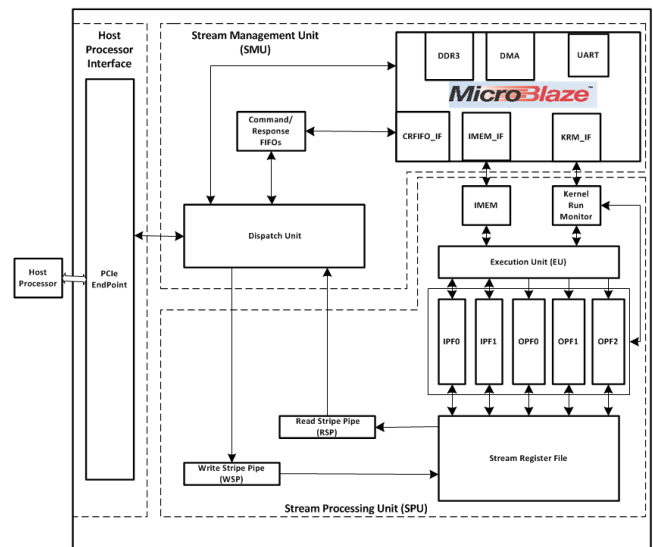 Host
Processor
Interface
Stream Management Unit
(SMU)
DDR3
DMA
UART
MicroBlaze™
Command/
Response
FIFOs
CRFIFO_IF
IMEM_IF
KRM_IF
IMEM
Kernel
Run
Monitor
Dispatch Unit
Execution Unit (EU)
Host
Processor
PCIe
EndPoint
IPF0
IPF1
OPF0
OPF1
OPF2
Read Stripe Pipe
(RSP)
Stream Register File
Write Stripe Pipe
(WSP)
Stream Processing Unit (SPU)